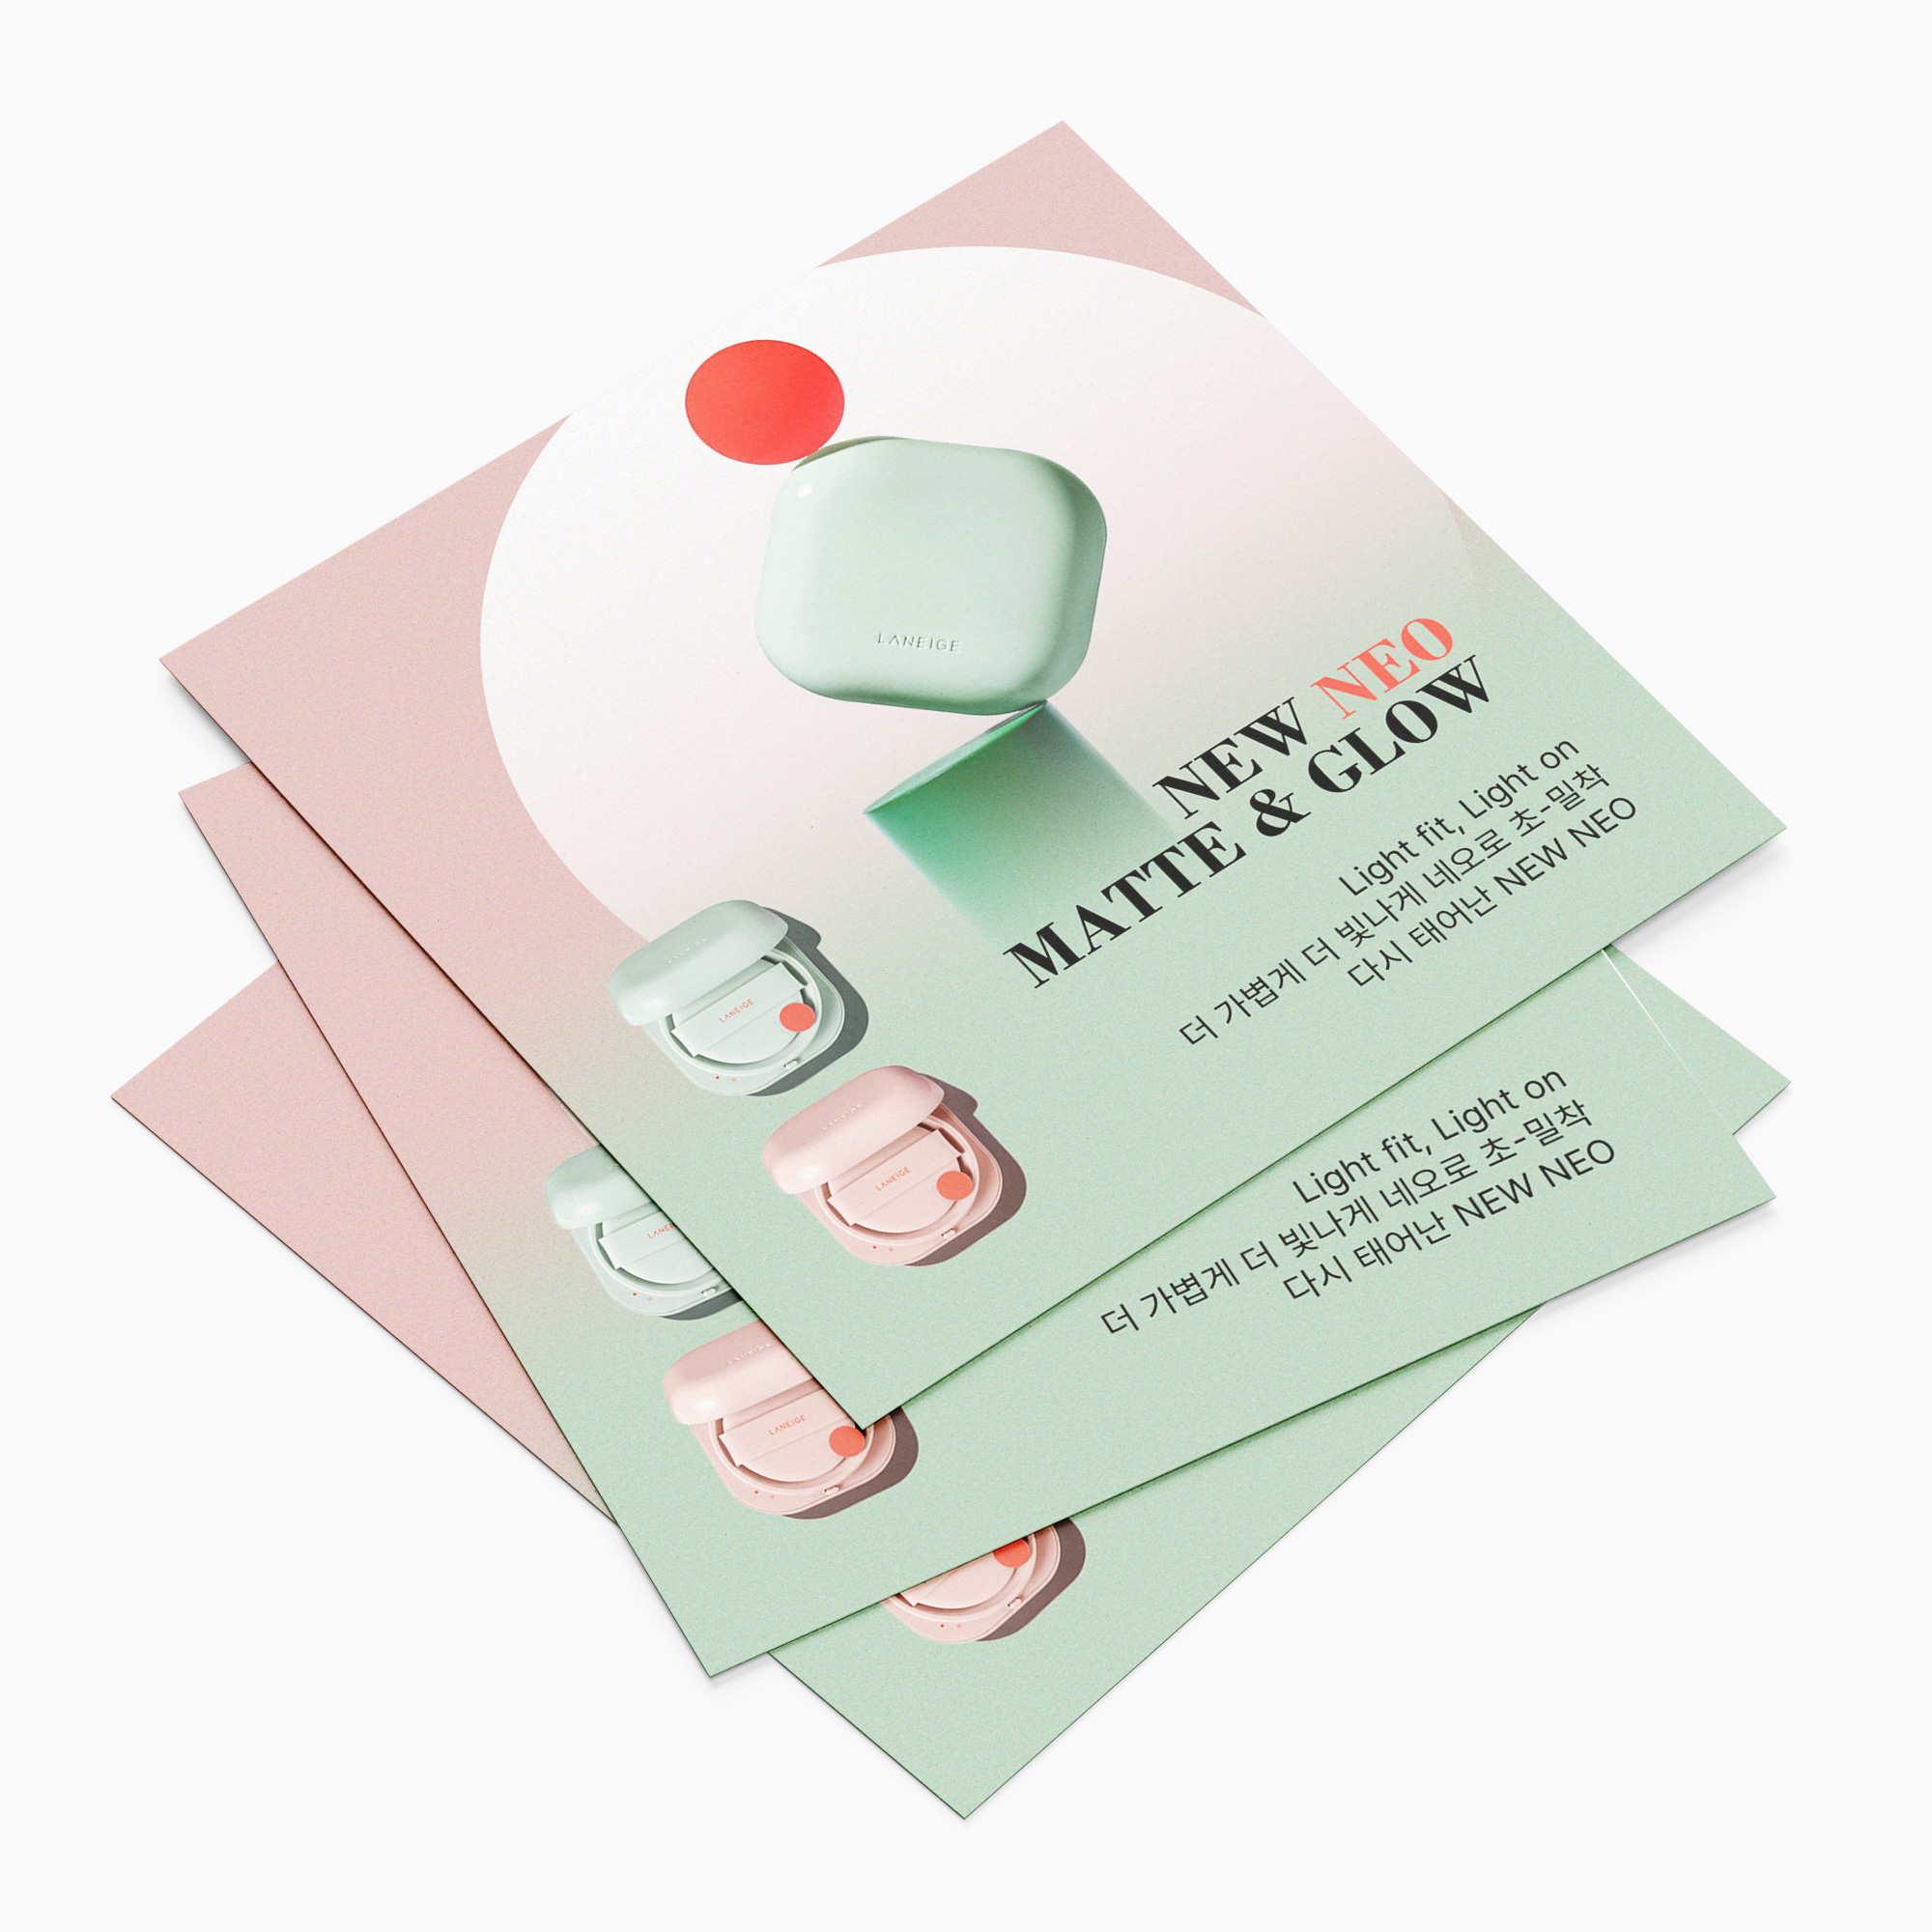 LANEIGE
NEW NEO
MATTE & GLOW
Light fit, Light on
더 가볍게 더 빛나게 네오로 초-밀착
다시 태어난 NEW NEO
LANEIGE
LANEIGE
Light fit, Light on
더 가볍게 더 빛나게 네오로 초-밀착
다시 태어난 NEW NEO
LANEIGE